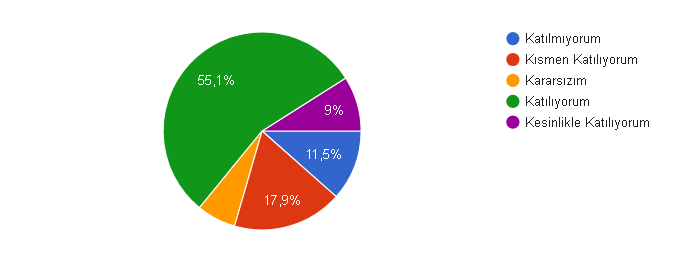 55,1%
9%
11,5%
17,9%
Katılmıyorum
Kısmen Katılıyorum
Kararsızım
Katılıyorum
Kesinlikle Katılıyorum